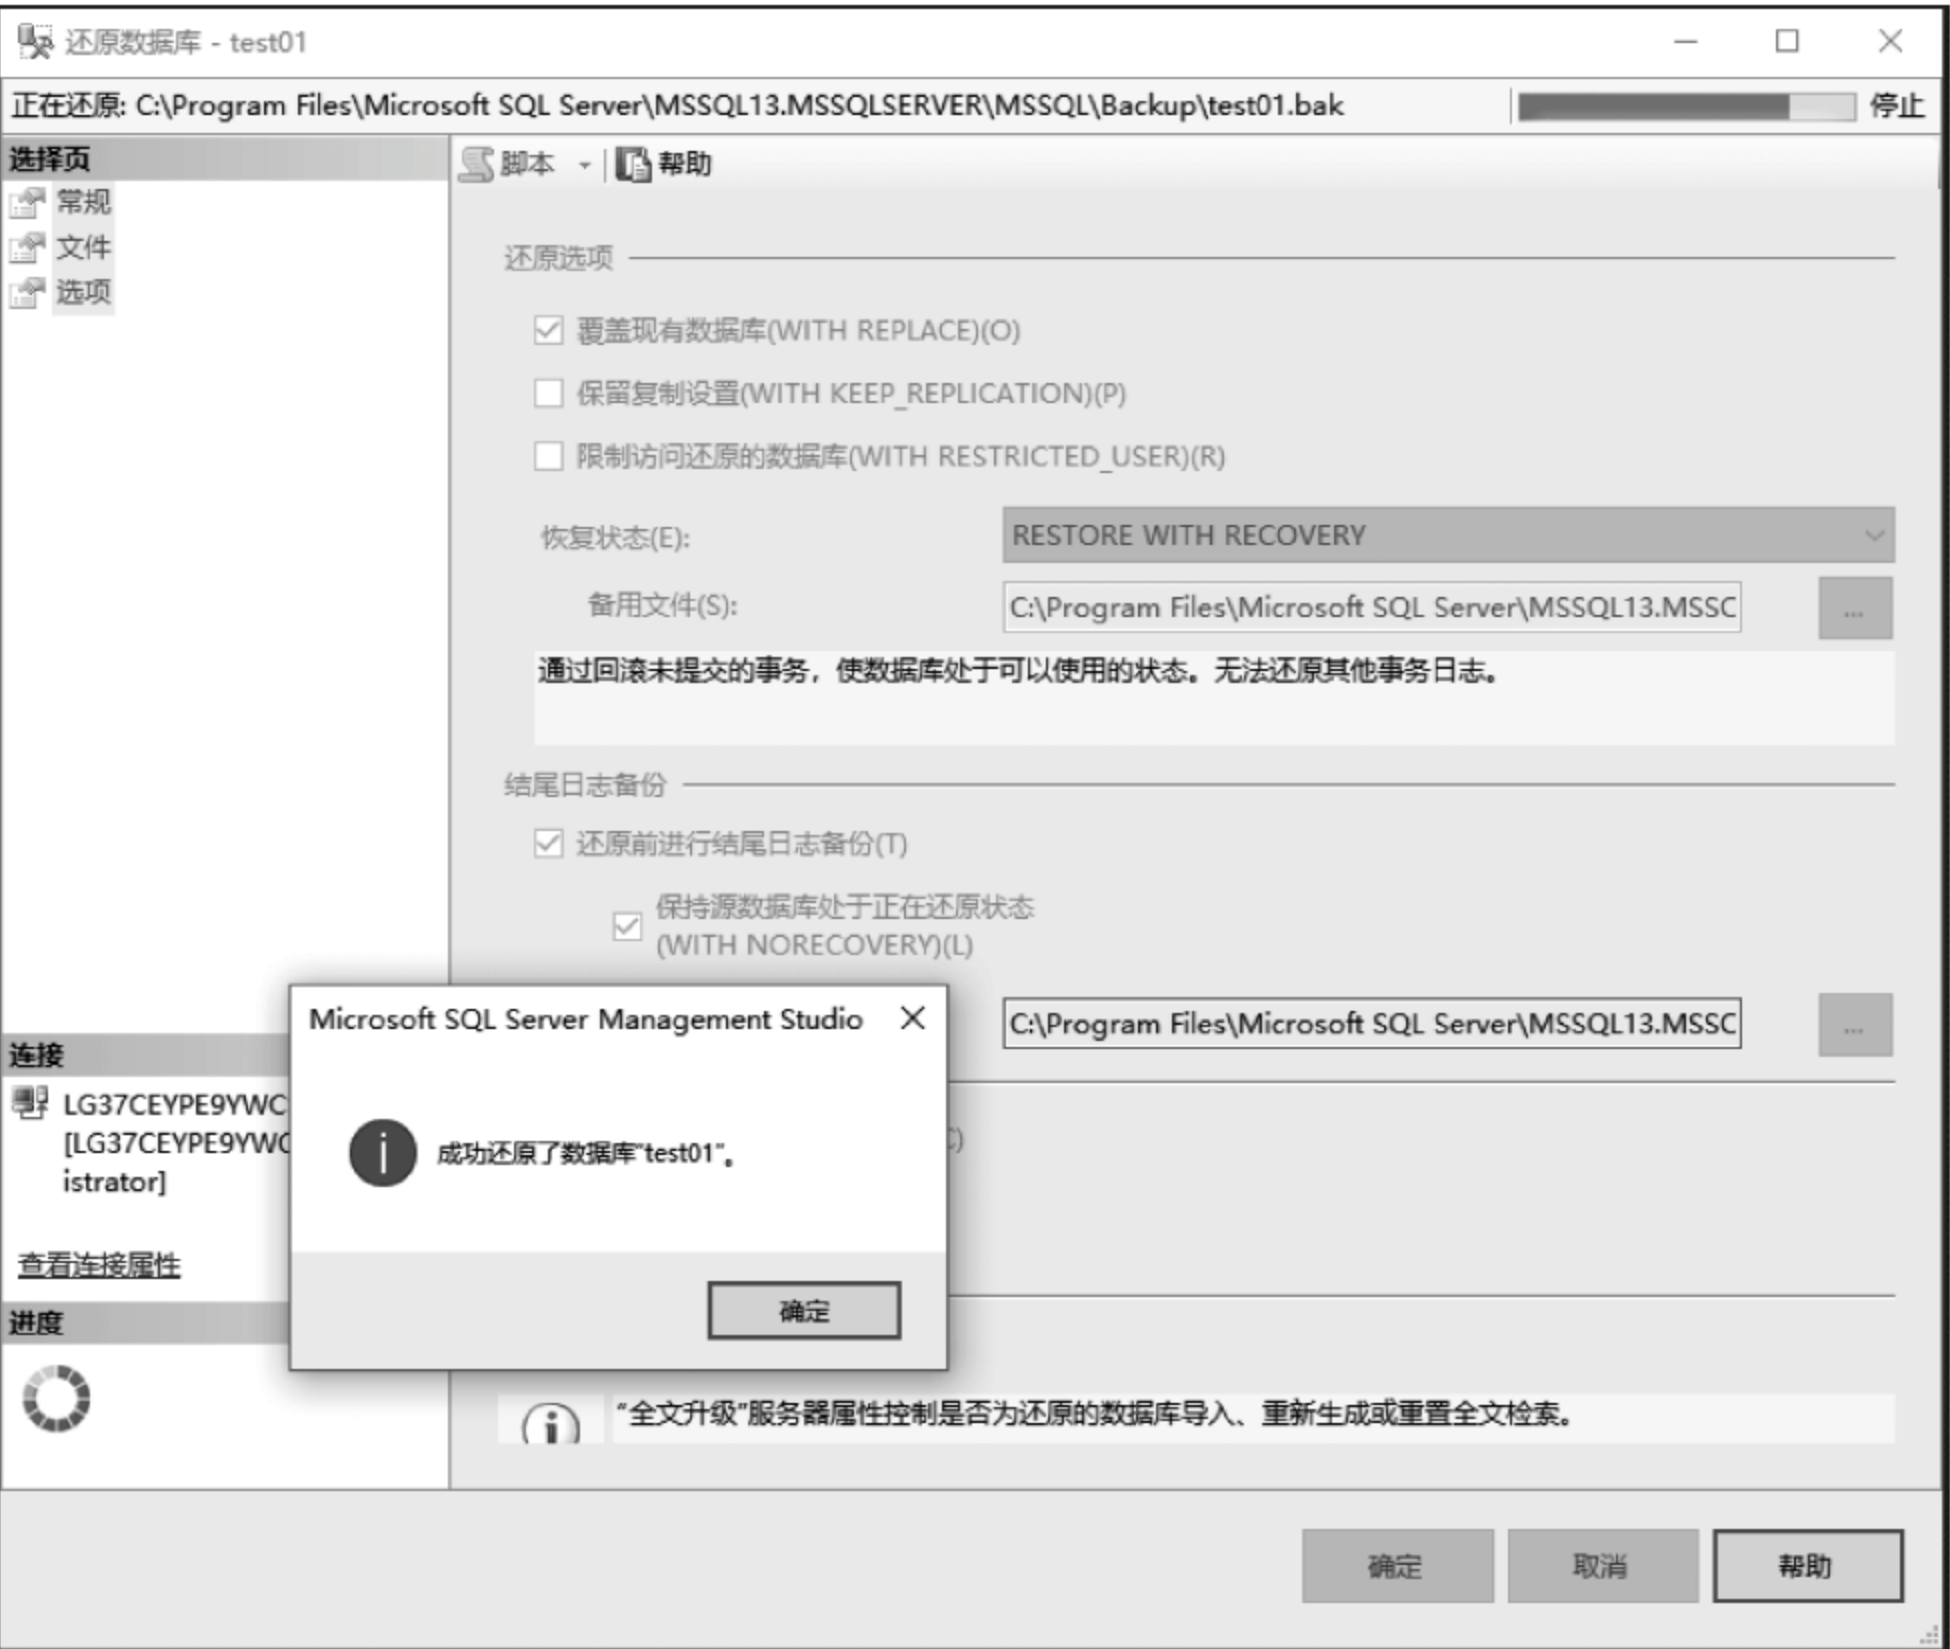 还原数据库 - test01
正在还原: C:\Program Files\Microsoft SQL Server\MSSQL13.MSSQLSERVER\MSSQL\Backup\test01.bak 停止
选择页
常规
文件
选项
脚本 帮助
还原选项
覆盖现有数据库(WITH REPLACE)(O)
保留复制设置(WITH KEEP_REPLICATION)(P)
限制访问还原的数据库(WITH RESTRICTED_USER)(R)
恢复状态(E): RESTORE WITH RECOVERY
备用文件(S): C:\Program Files\Microsoft SQL Server\MSSQL13.MSSC ...
通过回滚未提交的事务，使数据库处于可以使用的状态。无法还原其他事务日志。
结尾日志备份
还原前进行结尾日志备份(T)
保持源数据库处于正在还原状态
(WITH NORECOVERY)(L)
C:\Program Files\Microsoft SQL Server\MSSQL13.MSSC ...
连接
LG37CEYPE9YWC
[LG37CEYPE9YWC
istrator]
查看连接属性
进度
Microsoft SQL Server Management Studio
成功还原了数据库"test01"。
确定
"全文升级"服务器属性控制是否为还原的数据库导入、重新生成或重置全文检索。
确定 取消 帮助